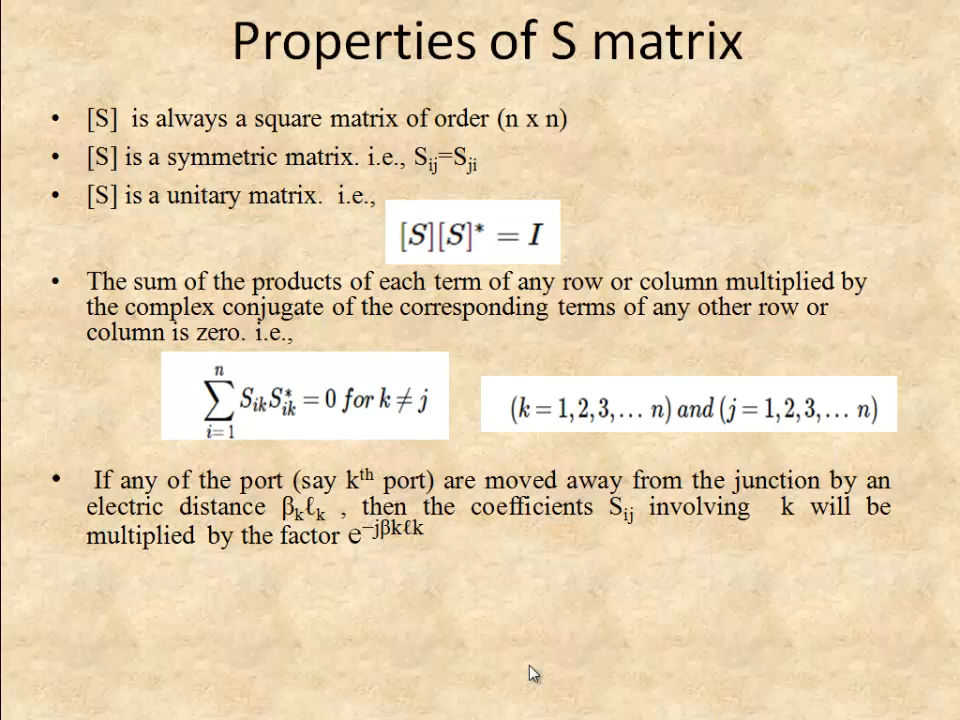 Properties of S matrix
• [S] is always a square matrix of order (n x n)
• [S] is a symmetric matrix. i.e., Sij=Sji
• [S] is a unitary matrix. i.e.,
[S][S]* = I
• The sum of the products of each term of any row or column multiplied by
the complex conjugate of the corresponding terms of any other row or
column is zero. i.e.,
n
∑ SikS*ik = 0 for k ≠ j
i=1
(k = 1,2,3,… n) and (j = 1,2,3,… n)
• If any of the port (say kth port) are moved away from the junction by an
electric distance βkℓk , then the coefficients Sij involving k will be
multiplied by the factor e−jβkℓk